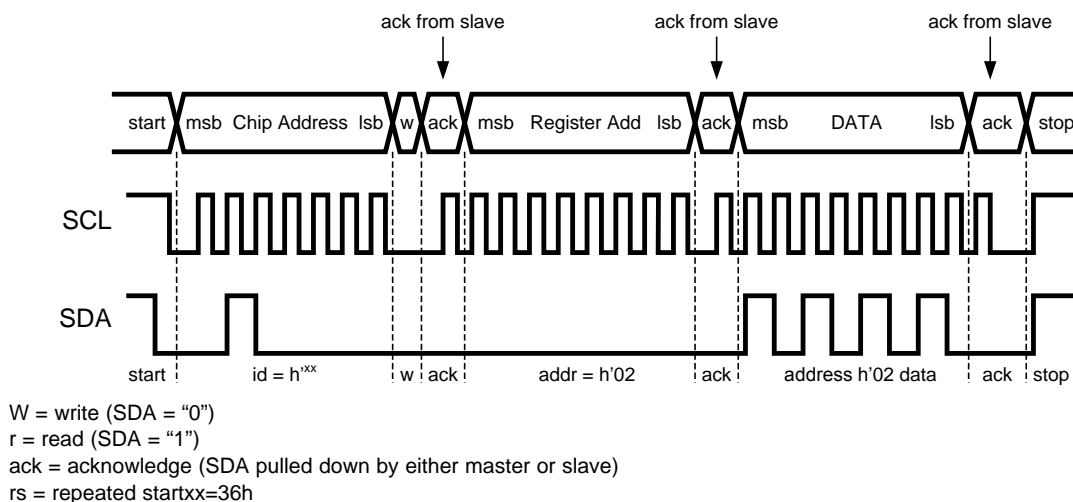 ack from slave ack from slave ack from slave
start msb Chip Address lsb w ack msb Register Add lsb ack msb DATA lsb ack stop
SCL
SDA
start id = h'xx w ack addr = h'02 ack address h'02 data ack stop
W = write (SDA = “0”)
r = read (SDA = “1”)
ack = acknowledge (SDA pulled down by either master or slave)
rs = repeated startxx=36h